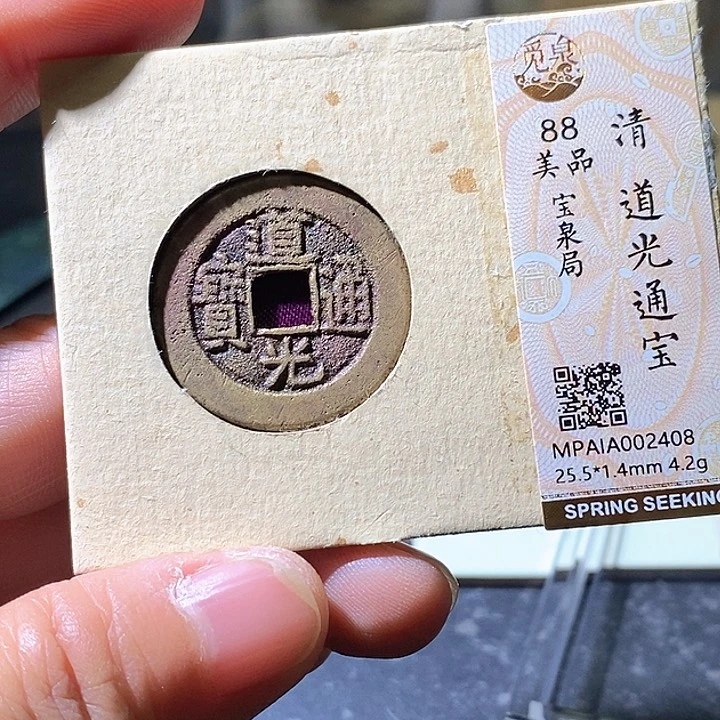 道光通寶
觅泉
清 道光通宝
88
美品
宝泉局
MPAIA002408
25.5*1.4mm 4.2g
SPRING SEEKING